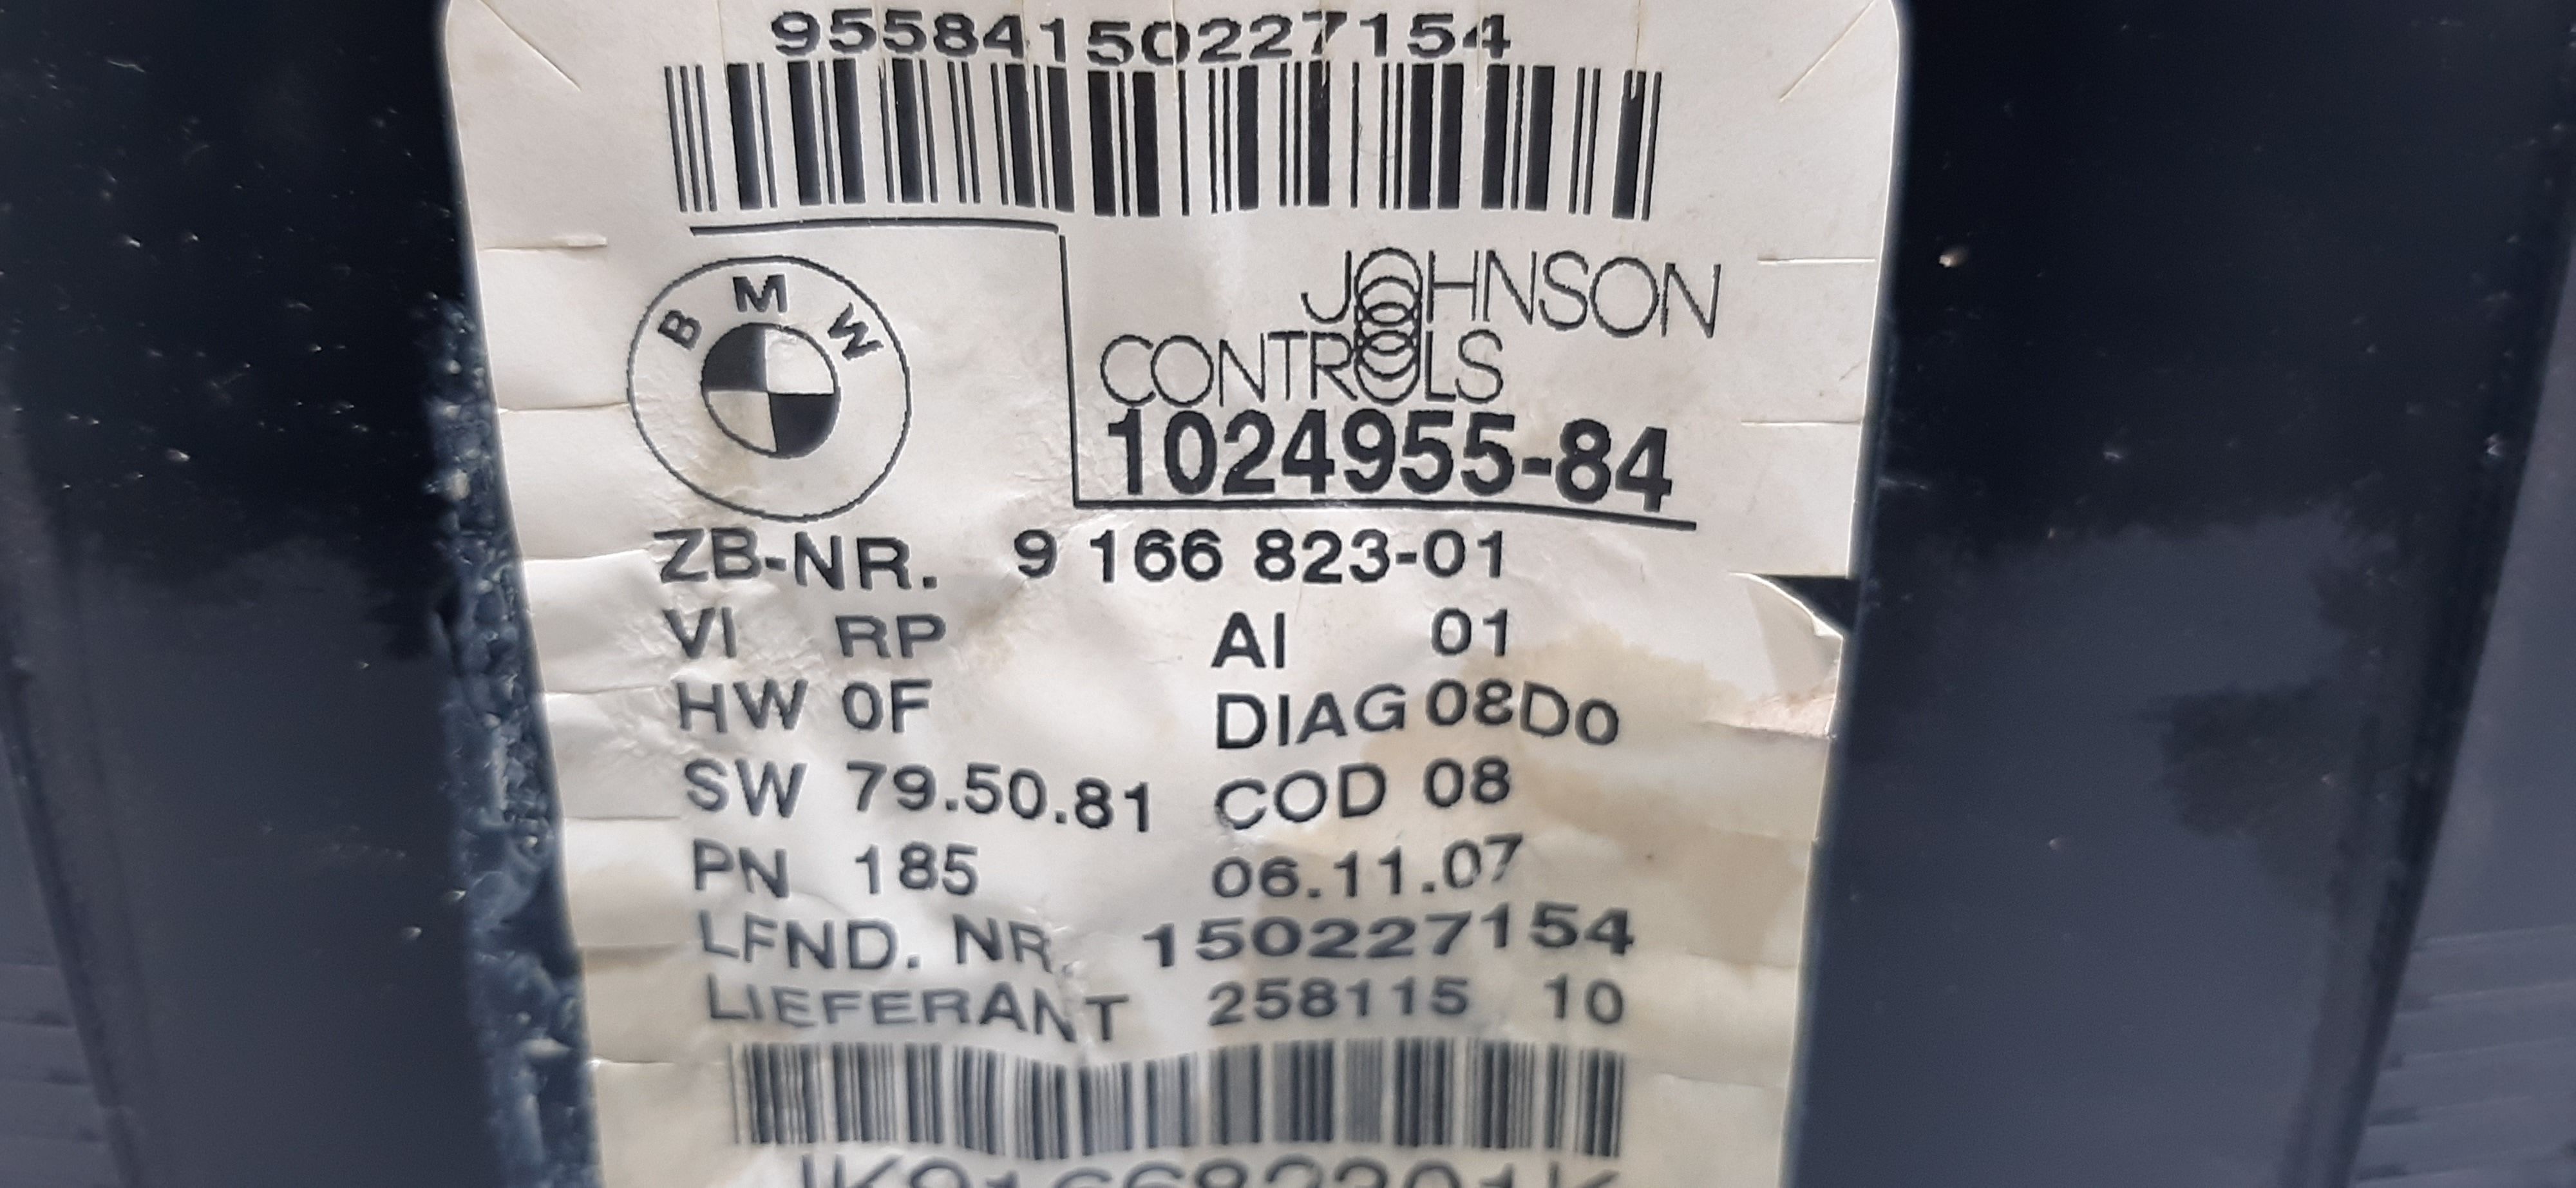 955841150227154
BMW
JOHNSON
CONTROLS
1024955-84
ZB-NR. 9 166 823-01
VI RP AI 01
HW 0F DIAG 08D0
SW 79.50.81 COD 08
PN 185 06.11.07
LFND. NR. 150227154
LIEFERANT 258115 10